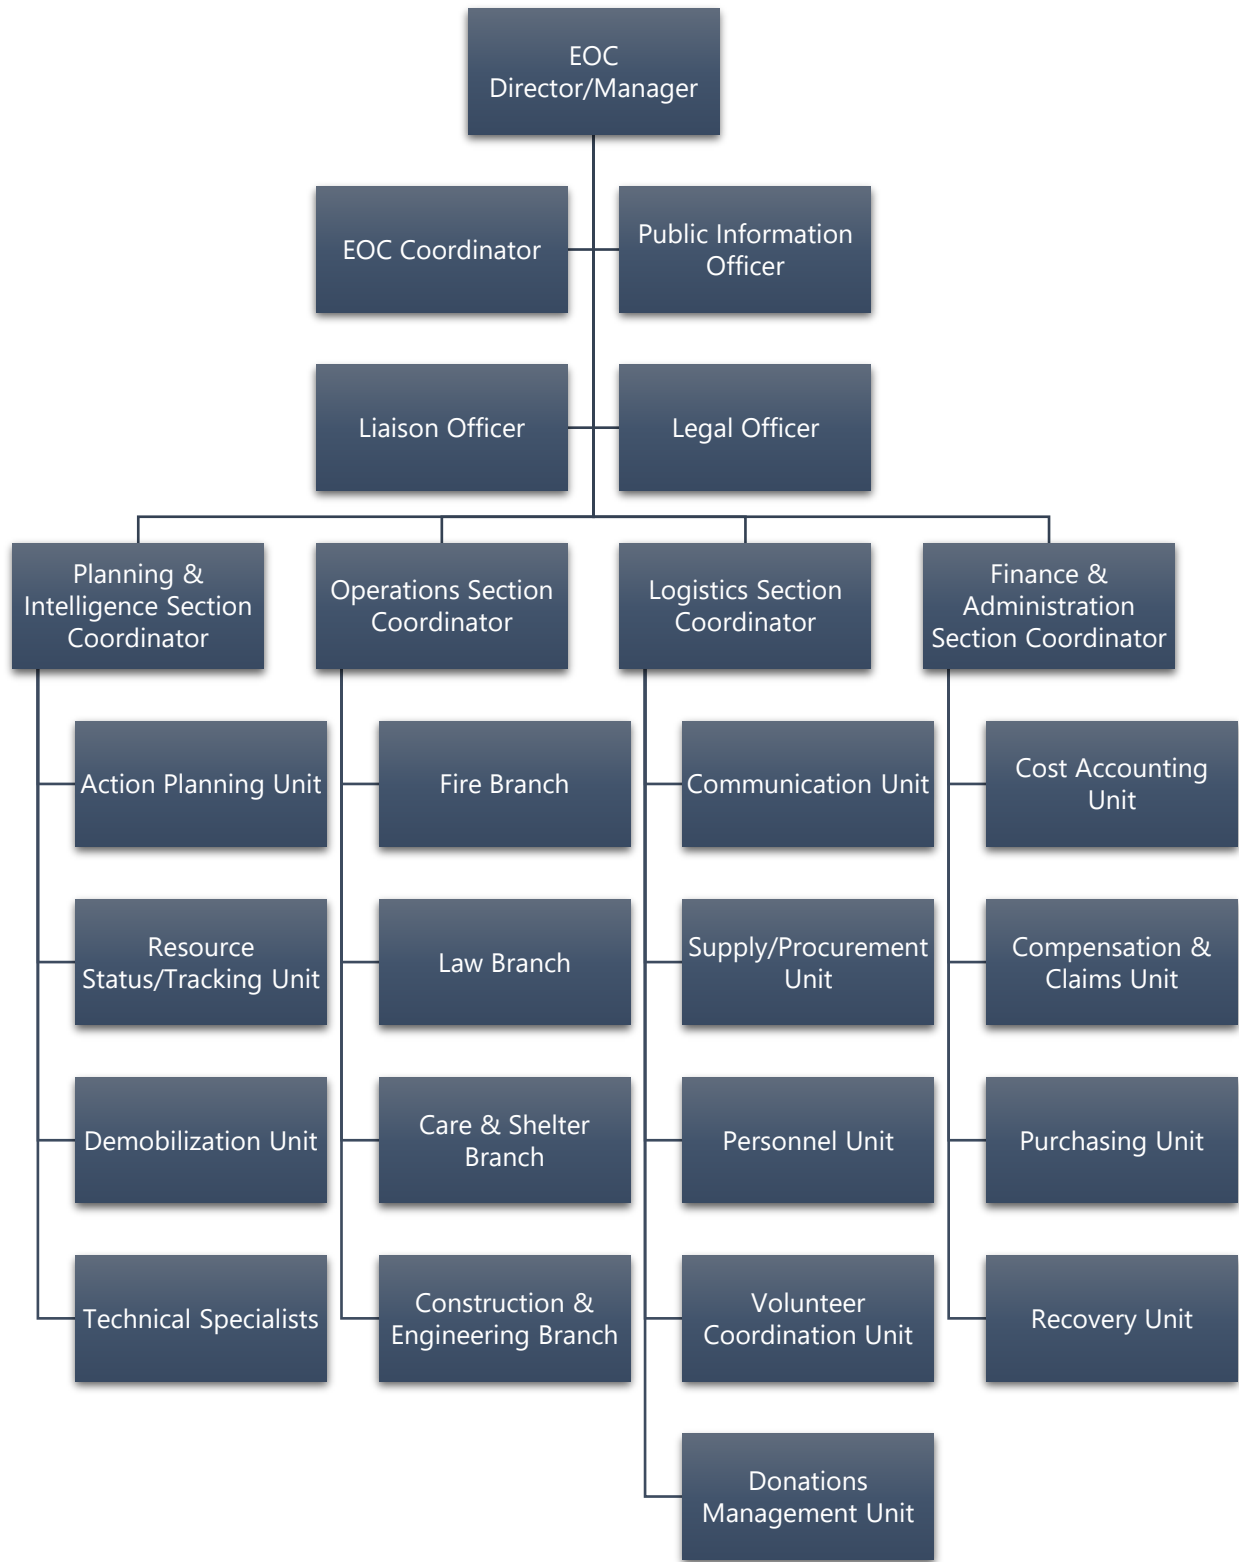 EOC
Director/Manager
EOC Coordinator
Public Information
Officer
Liaison Officer
Legal Officer
Planning &
Intelligence Section
Coordinator
Operations Section
Coordinator
Logistics Section
Coordinator
Finance &
Administration
Section Coordinator
Action Planning Unit
Fire Branch
Communication Unit
Cost Accounting
Unit
Resource
Status/Tracking Unit
Law Branch
Supply/Procurement
Unit
Compensation &
Claims Unit
Demobilization Unit
Care & Shelter
Branch
Personnel Unit
Purchasing Unit
Technical Specialists
Construction &
Engineering Branch
Volunteer
Coordination Unit
Recovery Unit
Donations
Management Unit